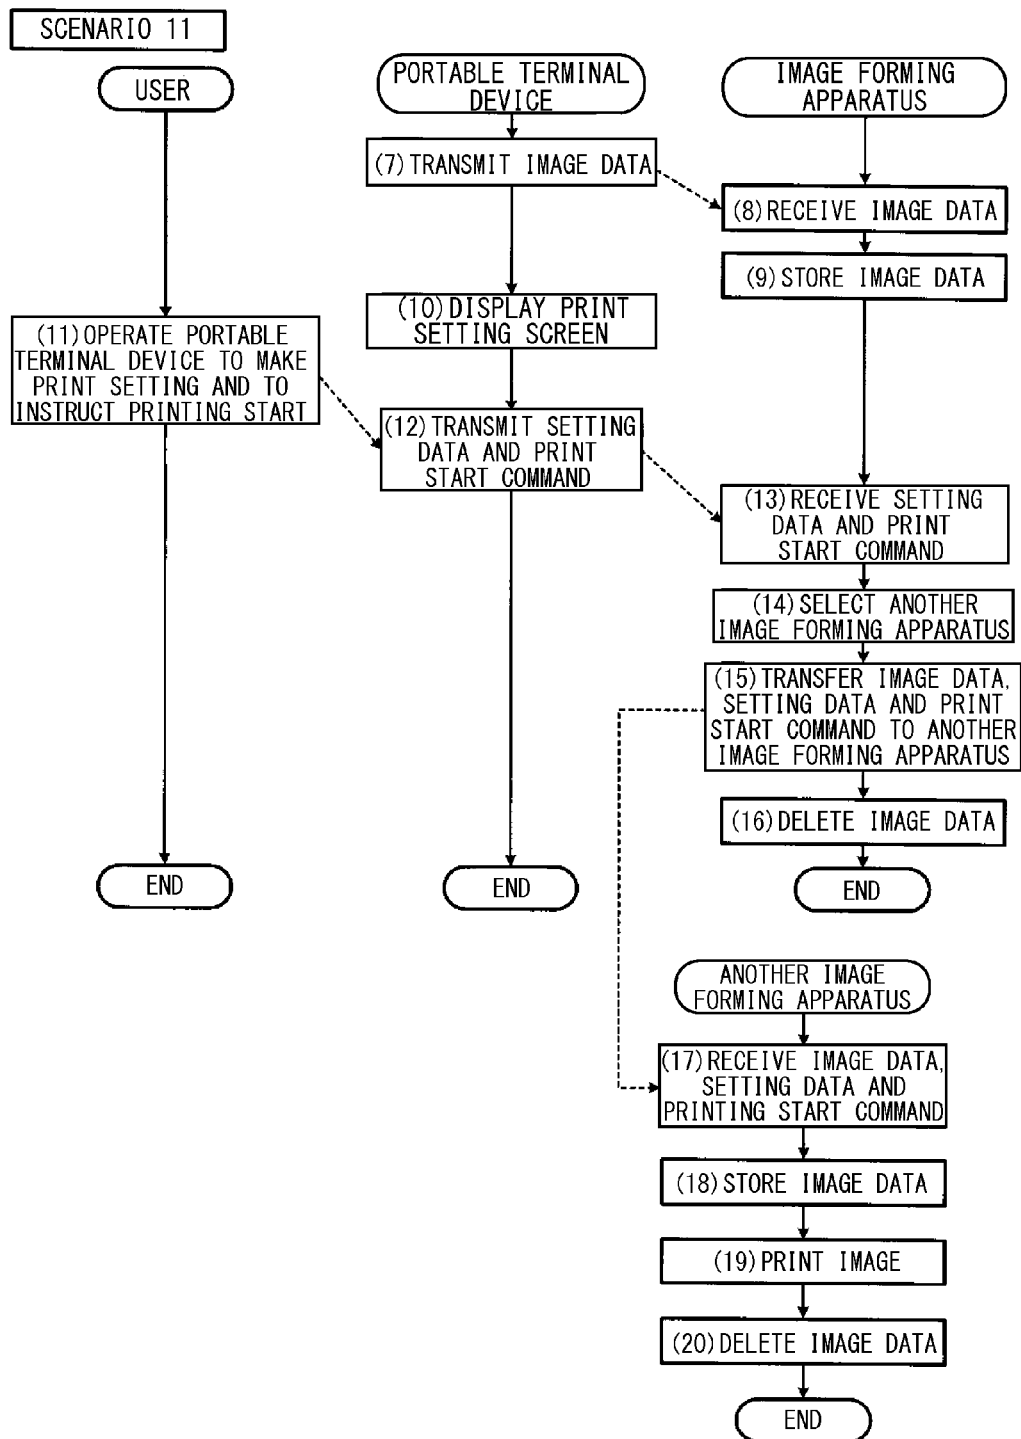 SCENARIO 11
USER
PORTABLE TERMINAL
DEVICE
IMAGE FORMING
APPARATUS
(7)TRANSMIT IMAGE DATA
(8)RECEIVE IMAGE DATA
(9)STORE IMAGE DATA
(10)DISPLAY PRINT
SETTING SCREEN
(11)OPERATE PORTABLE
TERMINAL DEVICE TO MAKE
PRINT SETTING AND TO
INSTRUCT PRINTING START
(12)TRANSMIT SETTING
DATA AND PRINT
START COMMAND
(13)RECEIVE SETTING
DATA AND PRINT
START COMMAND
(14)SELECT ANOTHER
IMAGE FORMING APPARATUS
(15)TRANSFER IMAGE DATA,
SETTING DATA AND PRINT
START COMMAND TO ANOTHER
IMAGE FORMING APPARATUS
(16)DELETE IMAGE DATA
END
END
END
ANOTHER IMAGE
FORMING APPARATUS
(17)RECEIVE IMAGE DATA,
SETTING DATA AND
PRINTING START COMMAND
(18)STORE IMAGE DATA
(19)PRINT IMAGE
(20)DELETE IMAGE DATA
END